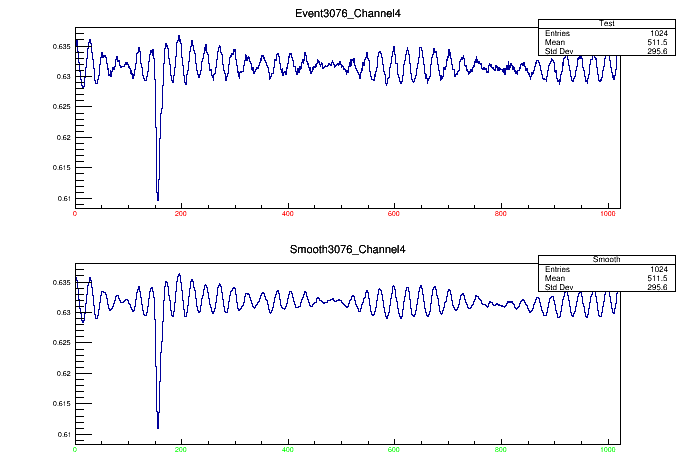 Event3076_Channel4
Test
Entries 1024
Mean 511.5
Std Dev 295.6
0.635
0.63
0.625
0.62
0.615
0.61
0 200 400 600 800 1000
Smooth3076_Channel4
Smooth
Entries 1024
Mean 511.5
Std Dev 295.6
0.635
0.63
0.625
0.62
0.615
0.61
0 200 400 600 800 1000